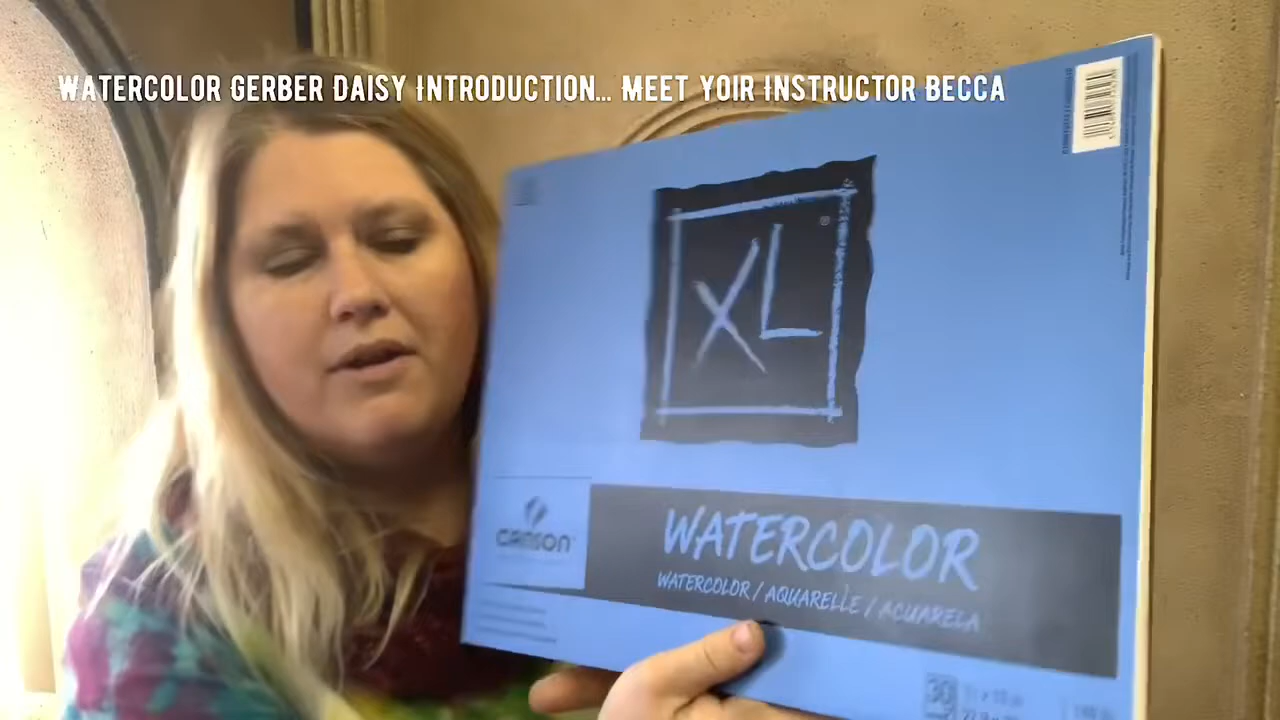 Watercolor Gerber Daisy Introduction... Meet Yoir Instructor Becca
XL
CANSON
WATERCOLOR
WATERCOLOR / AQUARELLE / ACUARELA
30